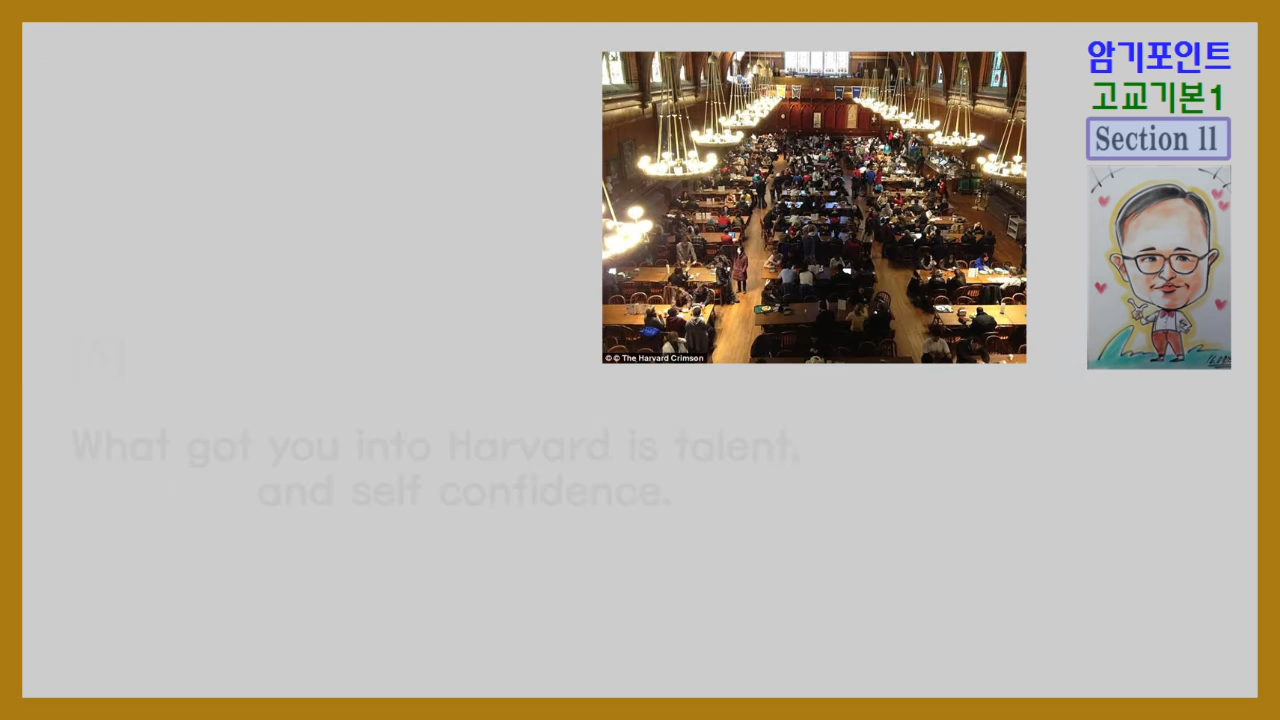 암기포인트
고교기본1
Section 11
© © The Harvard Crimson
What got you into Harvard is talent,
and self confidence.